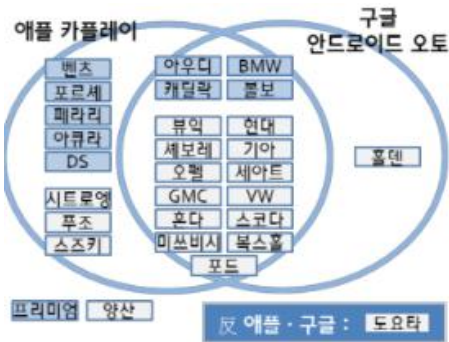 애플 카플레이
구글
안드로이드 오토
벤츠
포르셰
페라리
아큐라
DS
시트로엥
푸조
스즈키
아우디 BMW
캐딜락 볼보
뷰익 현대
셰보레 기아
오펠 세아트
GMC VW
혼다 스코다
미쓰비시 복스홀
포드
홀덴
프리미엄 양산
反 애플·구글 : 도요타